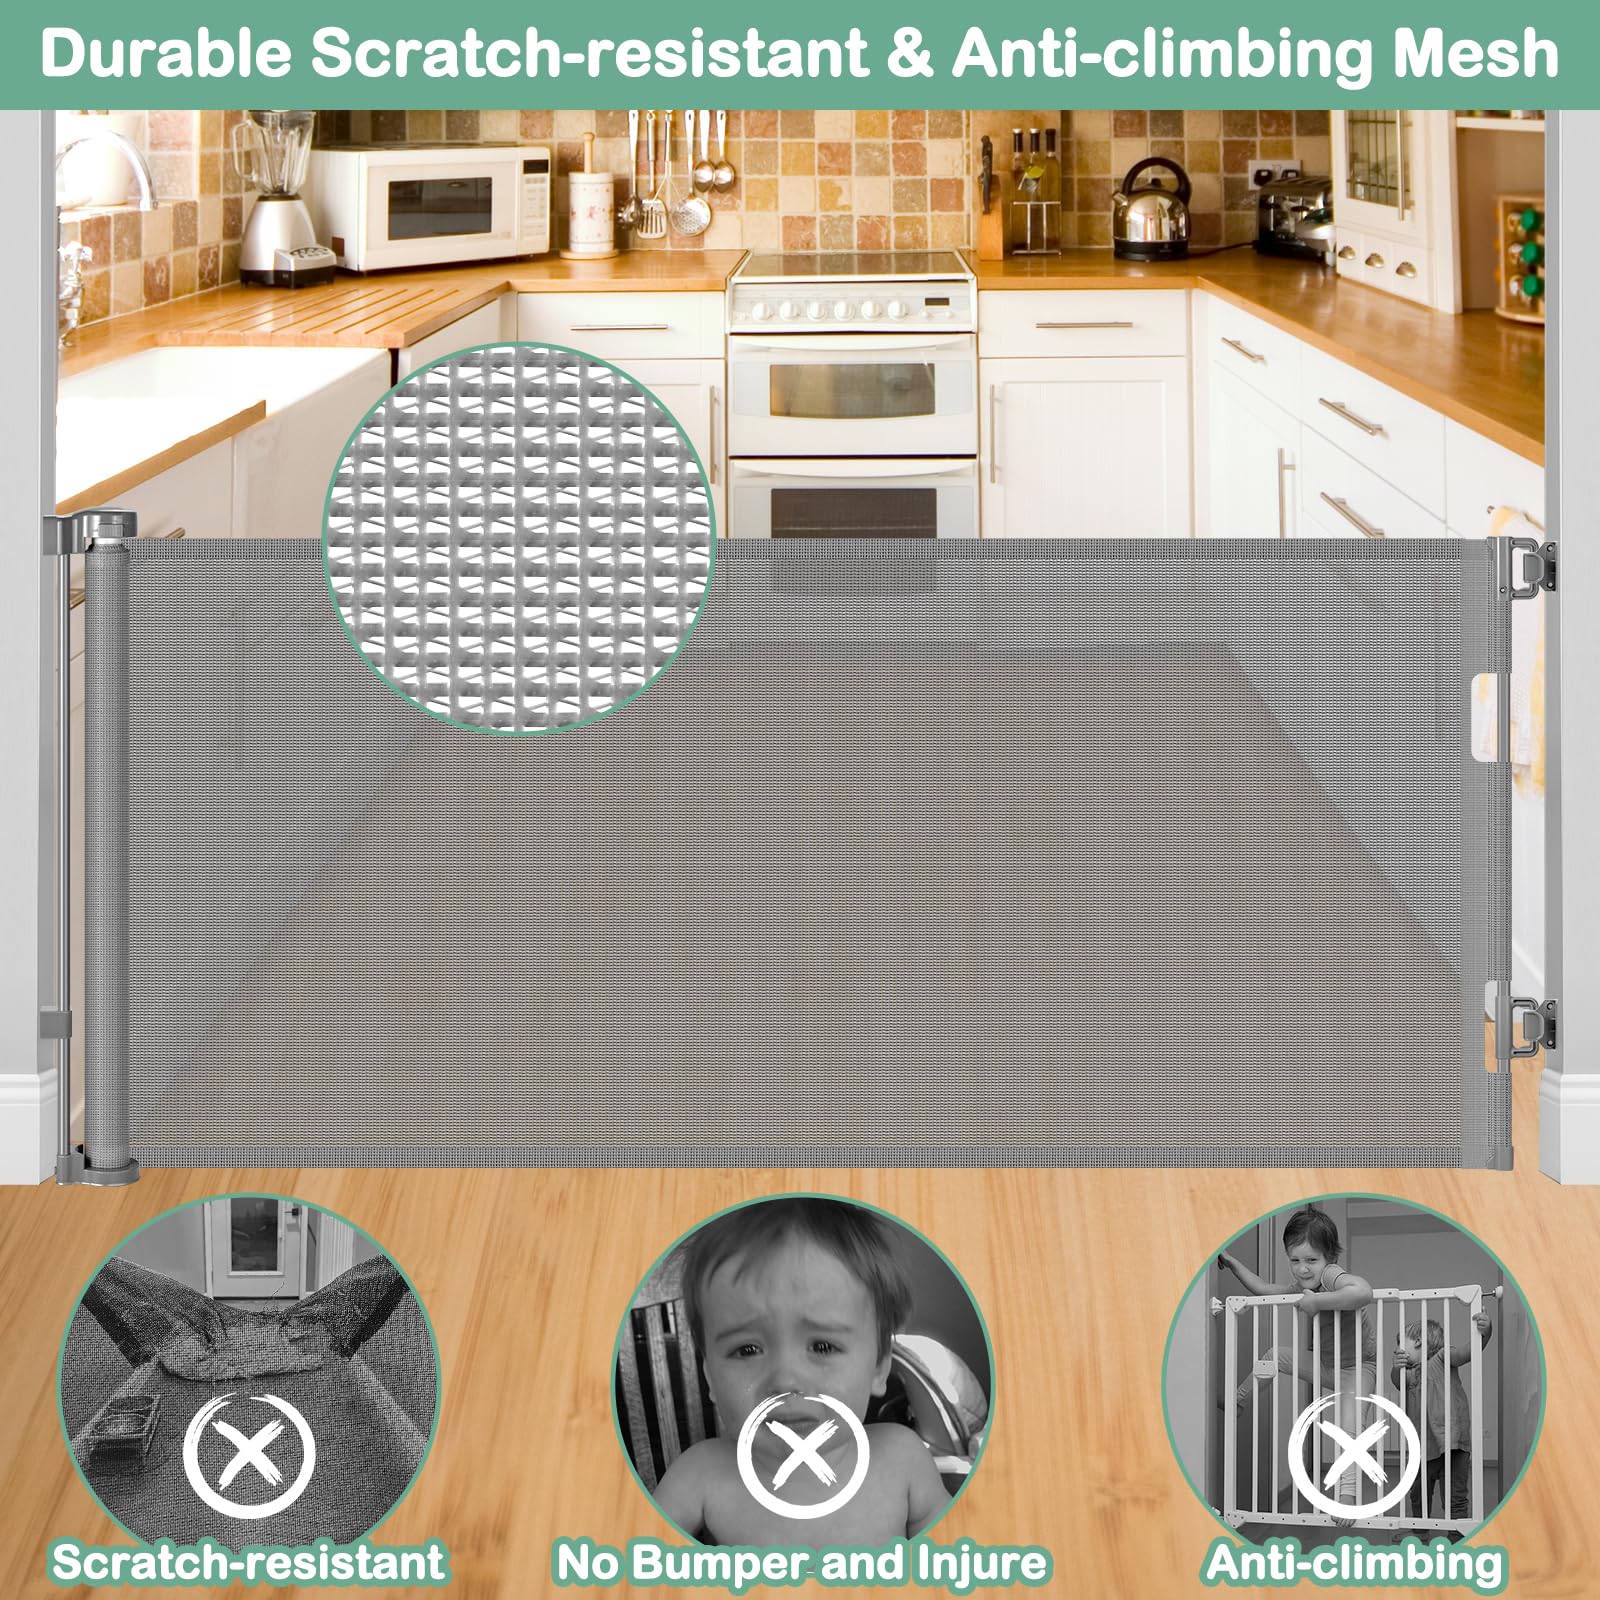 Durable Scratch-resistant & Anti-climbing Mesh
Scratch-resistant
No Bumper and Injure
Anti-climbing